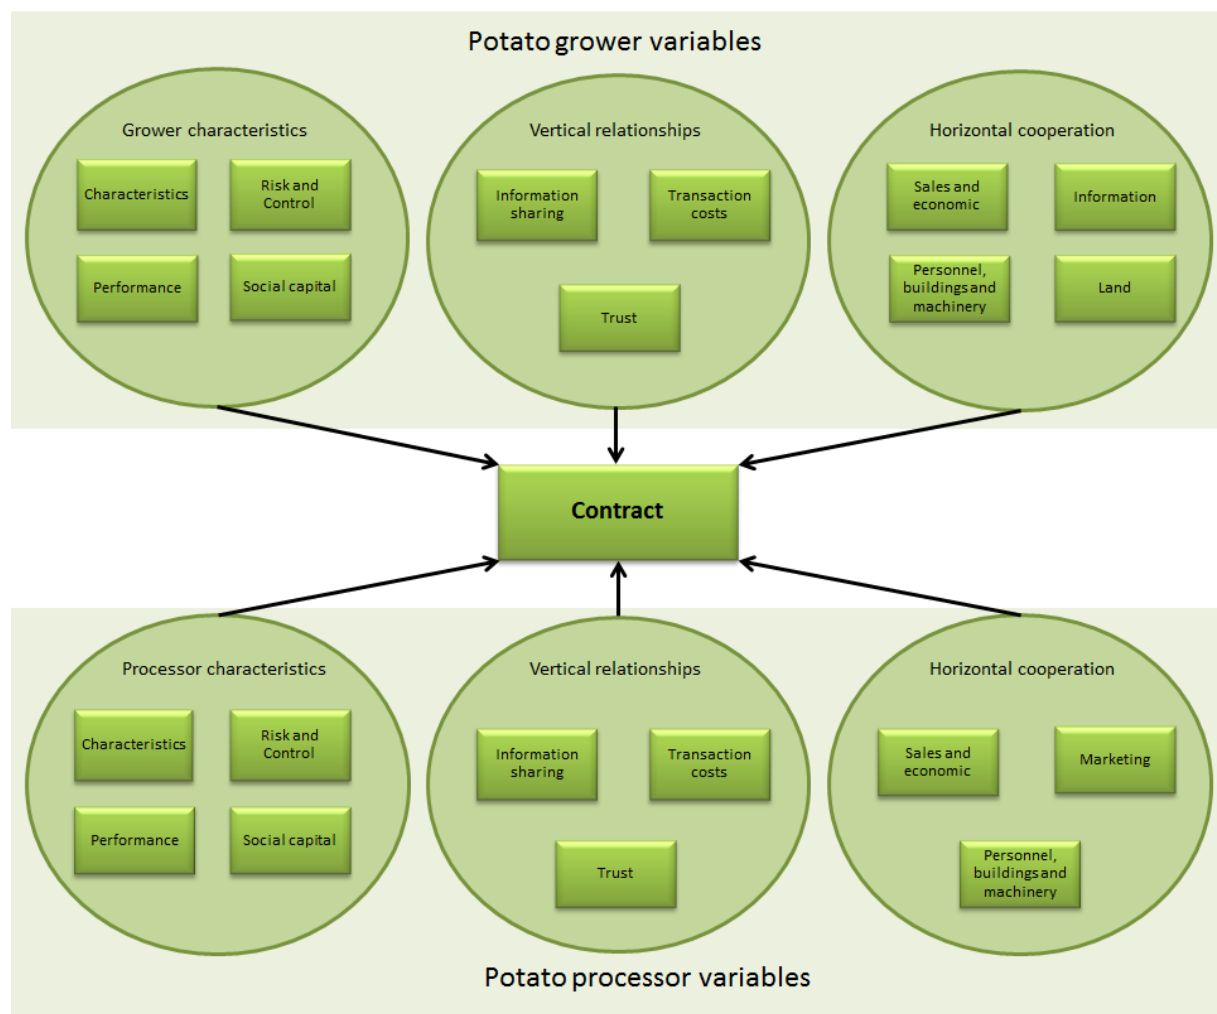 Potato grower variables
Grower characteristics
Characteristics
Risk and
Control
Performance
Social capital
Vertical relationships
Information
sharing
Transaction
costs
Trust
Horizontal cooperation
Sales and
economic
Information
Personnel,
buildings and
machinery
Land
Contract
Processor characteristics
Characteristics
Risk and
Control
Performance
Social capital
Vertical relationships
Information
sharing
Transaction
costs
Trust
Horizontal cooperation
Sales and
economic
Marketing
Personnel,
buildings and
machinery
Potato processor variables